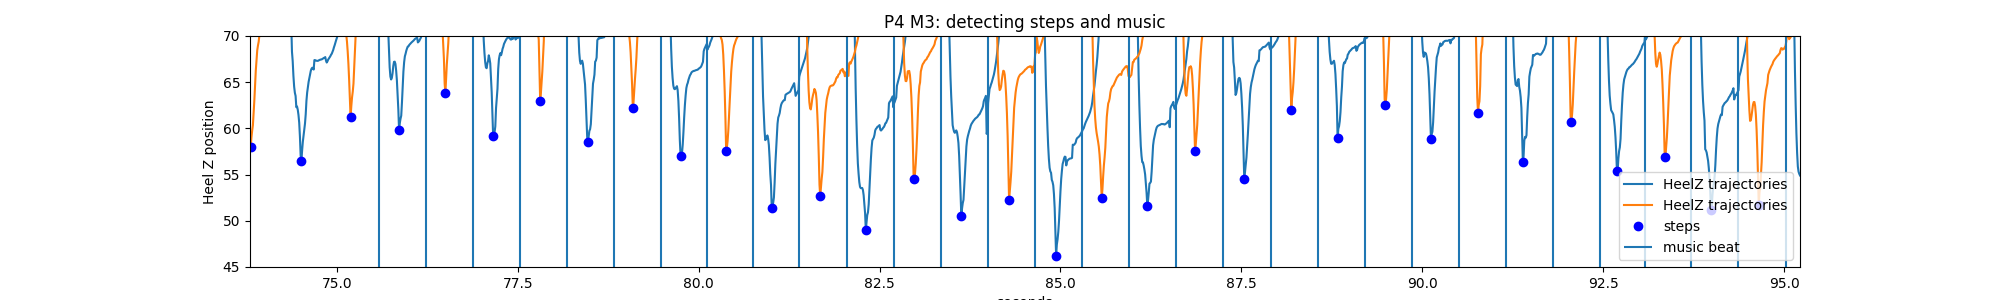 P4 M3: detecting steps and music
Heel Z position
70
65
60
55
50
45
75.0 77.5 80.0 82.5 85.0 87.5 90.0 92.5 95.0
seconds
HeelZ trajectories
HeelZ trajectories
steps
music beat